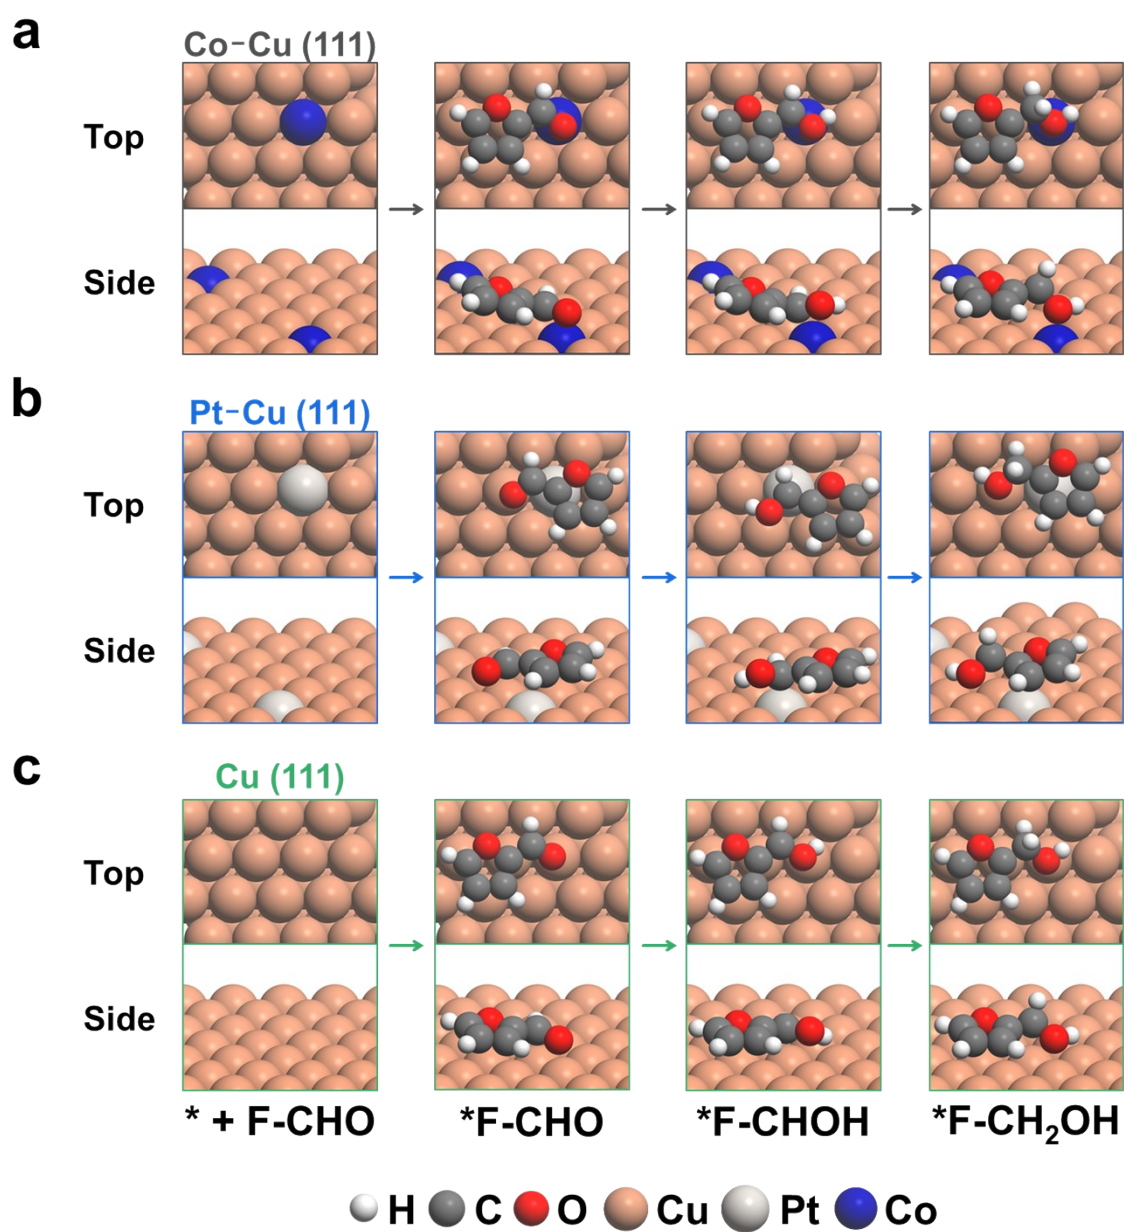 a
Co-Cu (111)
Top
Side
b
Pt-Cu (111)
Top
Side
c
Cu (111)
Top
Side
* + F-CHO *F-CHO *F-CHOH *F-CH₂OH
H C O Cu Pt Co